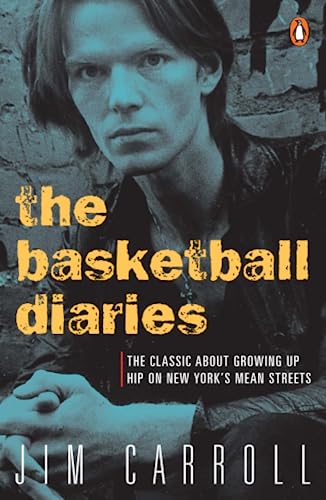 the
basketball
diaries
THE CLASSIC ABOUT GROWING UP
HIP ON NEW YORK'S MEAN STREETS
JIM CARROLL